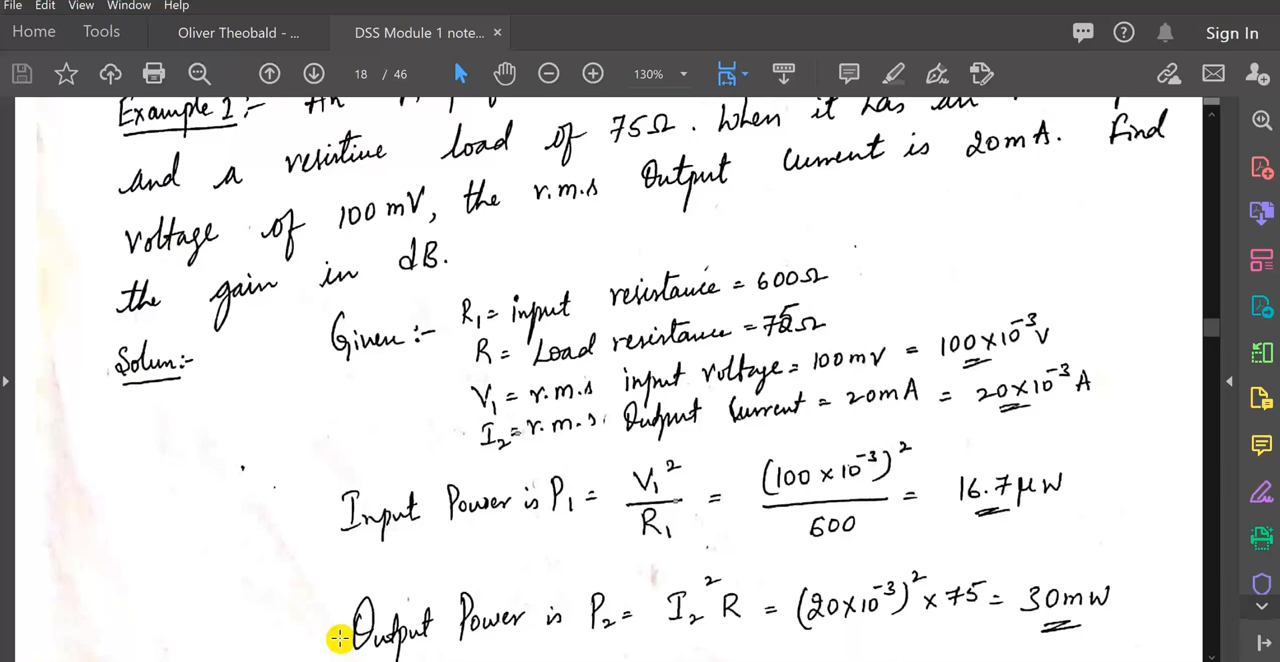 File Edit View Window Help
Home Tools Oliver Theobald - ... DSS Module 1 note... × Sign In
18 / 46 130%
Example 1:- An
and a resistive load of 75Ω. When it has an
voltage of 100 mV, the r.m.s Output current is 20mA. Find
the gain in dB.
Solun:- Given:- R₁ = input resistance = 600Ω
R = Load resistance = 75Ω
V₁ = r.m.s input voltage = 100mV = 100×10⁻³V
I₂ = r.m.s. Output Current = 20mA = 20×10⁻³A
Input Power is P₁ = V₁²/R₁ = (100×10⁻³)²/600 = 16.7μW
Output Power is P₂ = I₂²R = (20×10⁻³)² × 75 = 30mW